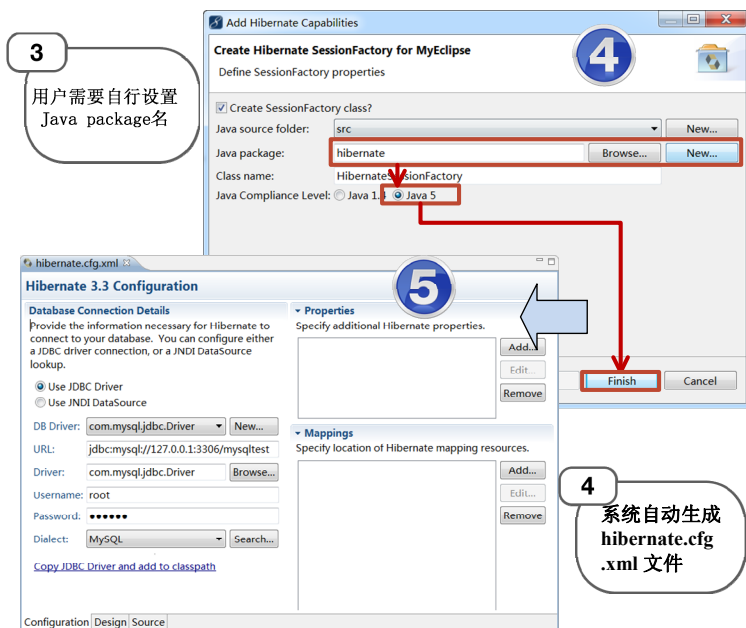 Add Hibernate Capabilities
Create Hibernate SessionFactory for MyEclipse
Define SessionFactory properties
4
3
用户需要自行设置
Java package名
Create SessionFactory class?
Java source folder:
src
New...
Java package:
hibernate
Browse...
New...
Class name:
HibernateSessionFactory
Java Compliance Level:
Java 1.4
Java 5
Finish
Cancel
hibernate.cfg.xml
5
Hibernate 3.3 Configuration
Database Connection Details
Provide the information necessary for Hibernate to
connect to your database. You can configure either
a JDBC driver connection, or a JNDI DataSource
lookup.
Use JDBC Driver
Use JNDI DataSource
DB Driver:
com.mysql.jdbc.Driver
New...
URL:
jdbc:mysql://127.0.0.1:3306/mysqltest
Driver:
com.mysql.jdbc.Driver
Browse...
Username:
root
Password:
●●●●●●
Dialect:
MySQL
Search...
Copy JDBC Driver and add to classpath
Properties
Specify additional Hibernate properties.
Add...
Edit...
Remove
Mappings
Specify location of Hibernate mapping resources.
Add...
Edit...
Remove
Configuration
Design
Source
4
系统自动生成
hibernate.cfg
.xml 文件